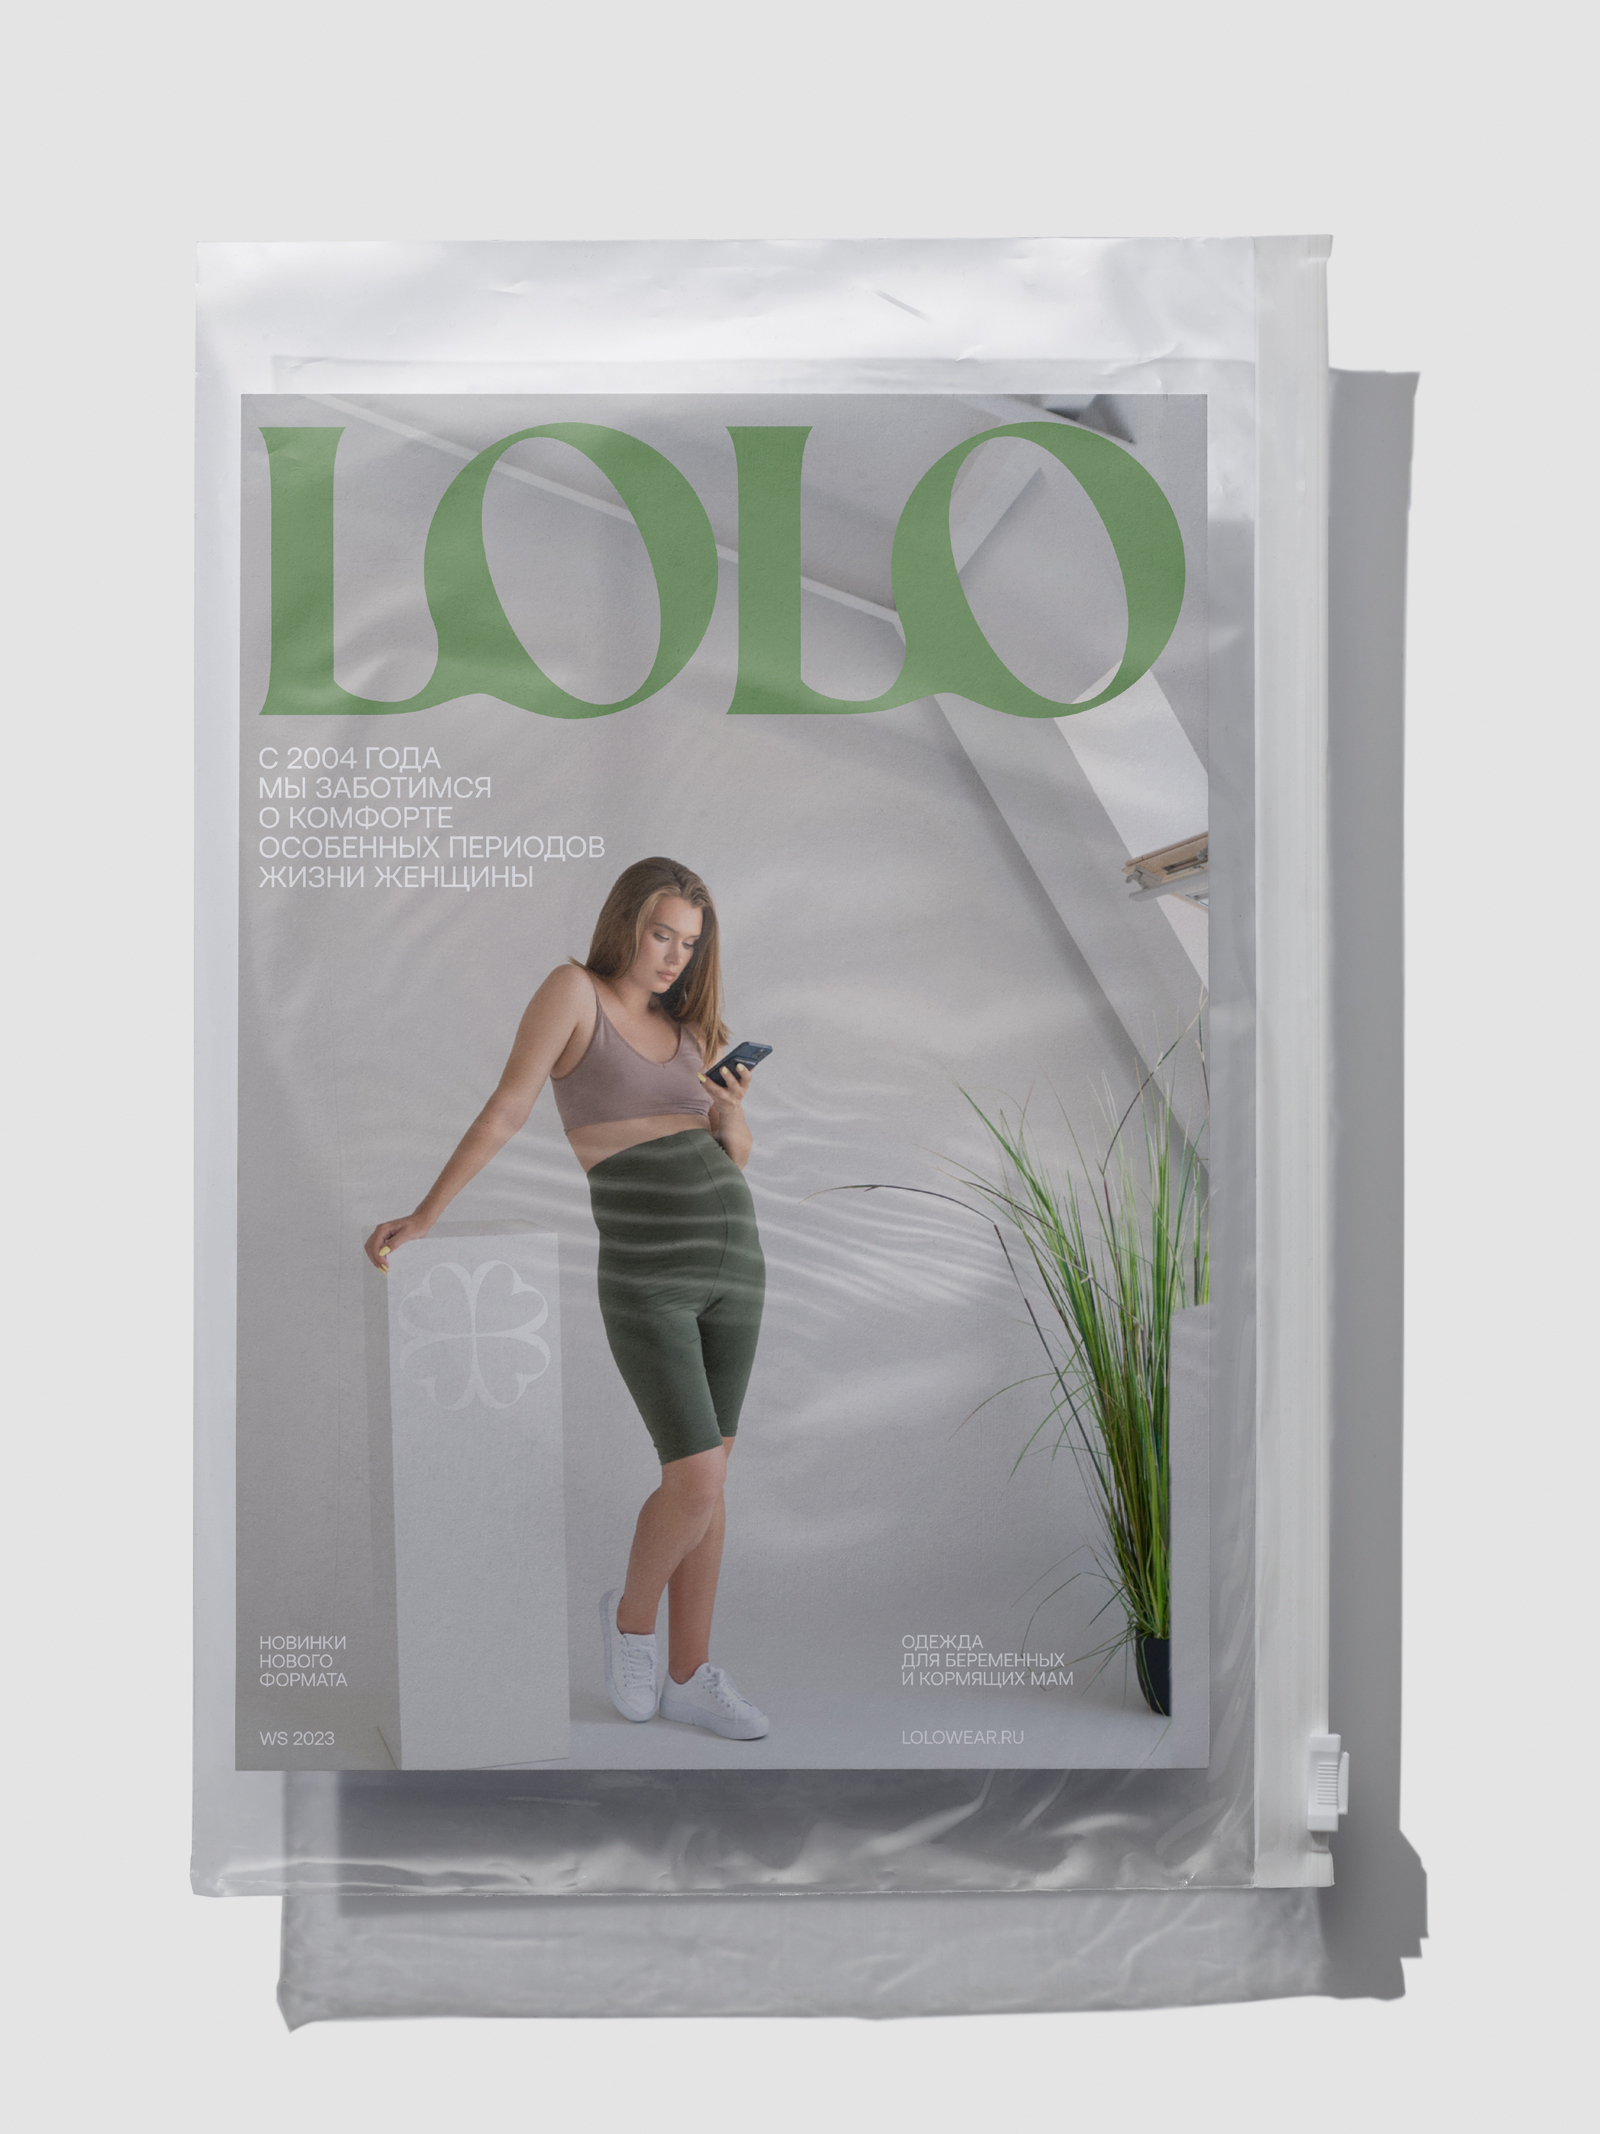 LOLO
С 2004 ГОДА
МЫ ЗАБОТИМСЯ
О КОМФОРТЕ
ОСОБЕННЫХ ПЕРИОДОВ
ЖИЗНИ ЖЕНЩИНЫ
НОВИНКИ
НОВОГО
ФОРМАТА
WS 2023
ОДЕЖДА
ДЛЯ БЕРЕМЕННЫХ
И КОРМЯЩИХ МАМ
LOLOWEAR.RU